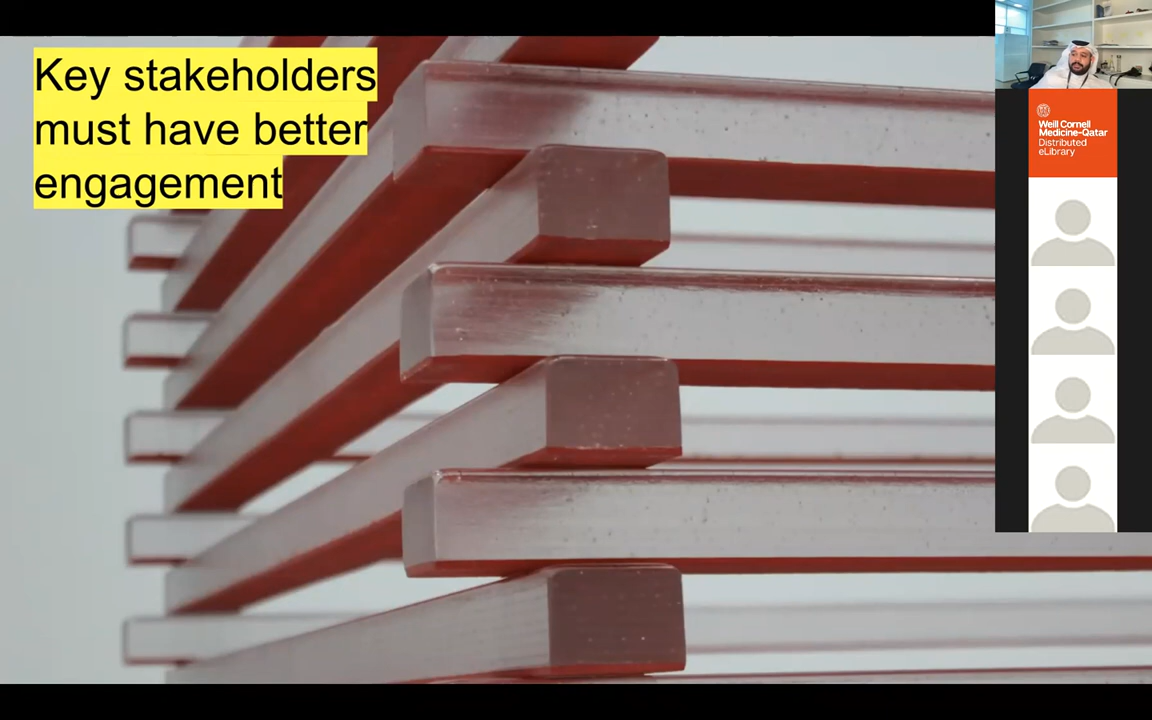 Key stakeholders
must have better
engagement
Weill Cornell
Medicine-Qatar
Distributed
eLibrary